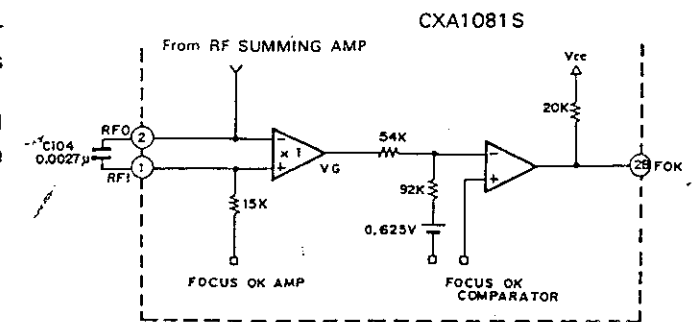 CXA1081S
From RF SUMMING AMP
Vcc
RFO
2
54K
20K
C104
0.0027μ
× 1
VG
28
FOK
1
RFI
15K
92K
0.625V
FOCUS OK AMP
FOCUS OK
COMPARATOR